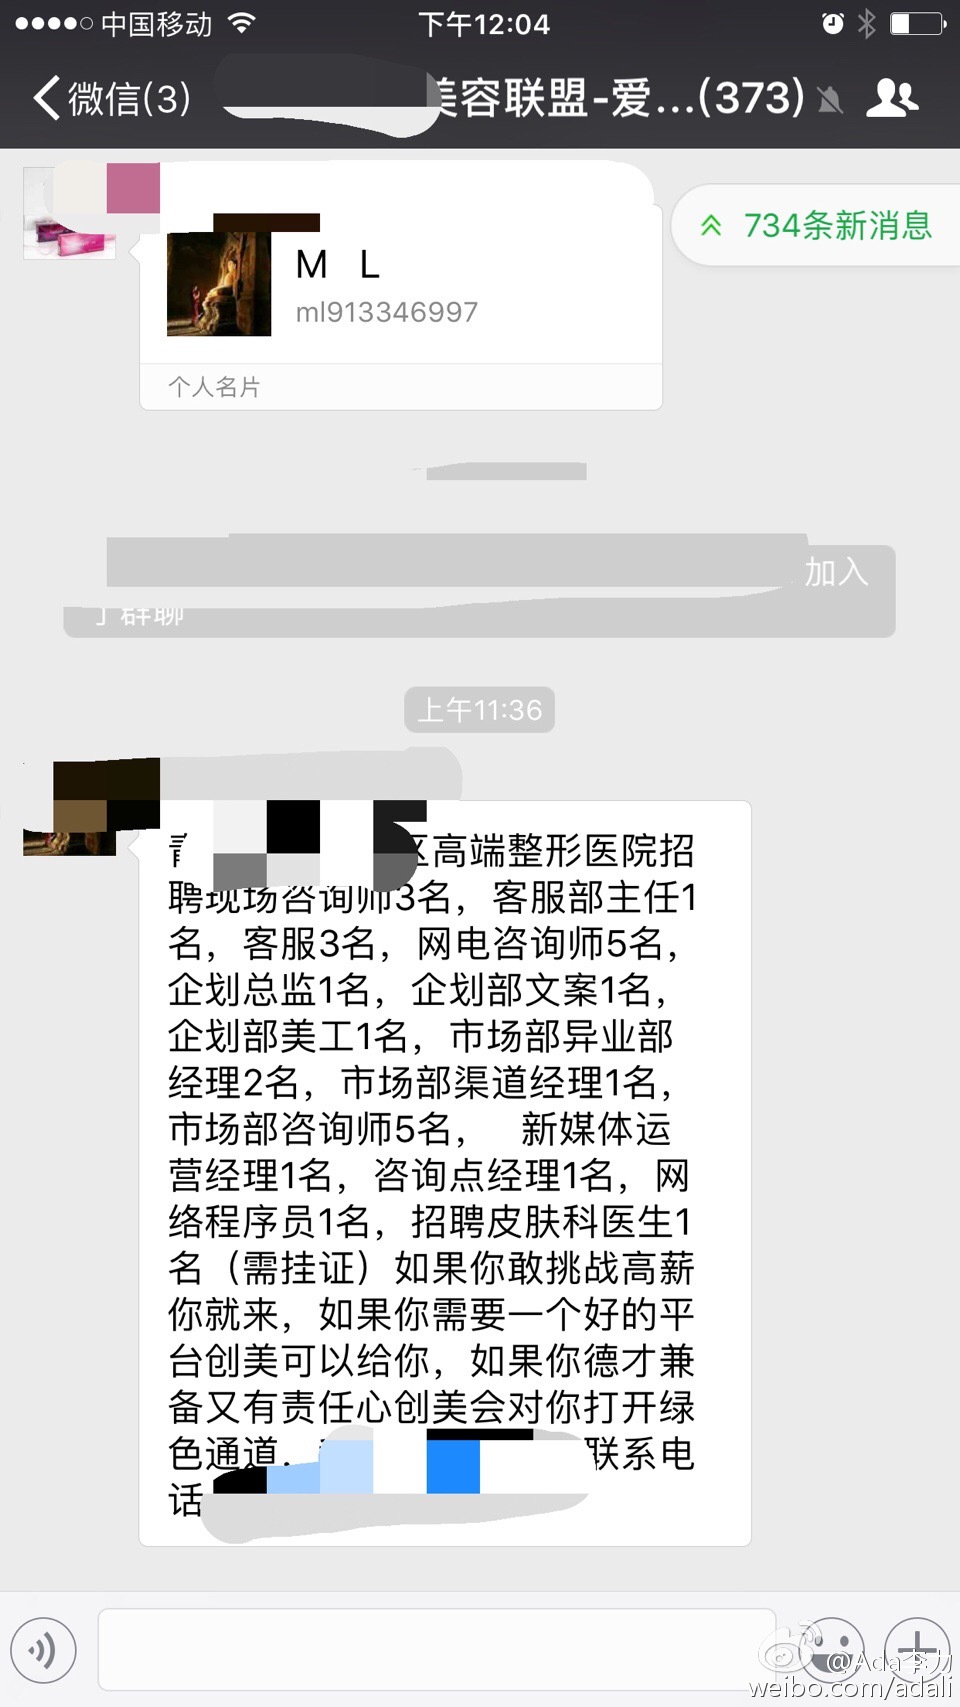 中国移动 下午12:04
微信(3) 美容联盟-爱...(373)
734条新消息
M L
ml913346997
个人名片
加入
了群聊
上午11:36
区高端整形医院招
聘现场咨询师3名，客服部主任1
名，客服3名，网电咨询师5名，
企划总监1名，企划部文案1名，
企划部美工1名，市场部异业部
经理2名，市场部渠道经理1名，
市场部咨询师5名， 新媒体运
营经理1名，咨询点经理1名，网
络程序员1名，招聘皮肤科医生1
名（需挂证）如果你敢挑战高薪
你就来，如果你需要一个好的平
台创美可以给你，如果你德才兼
备又有责任心创美会对你打开绿
色通道. 联系电
话
@Ada李力
weibo.com/adali